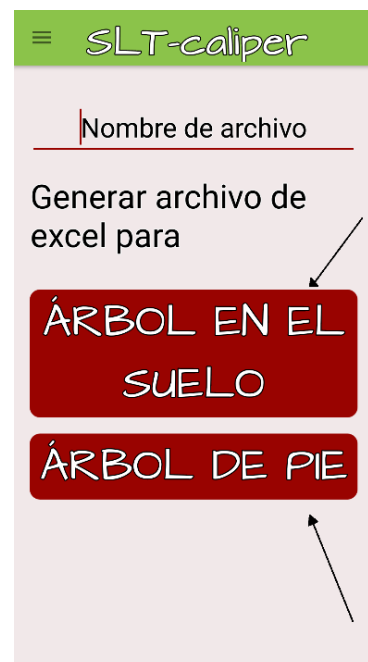 SLT-caliper
Nombre de archivo
Generar archivo de
excel para
ÁRBOL EN EL
SUELO
ÁRBOL DE PIE